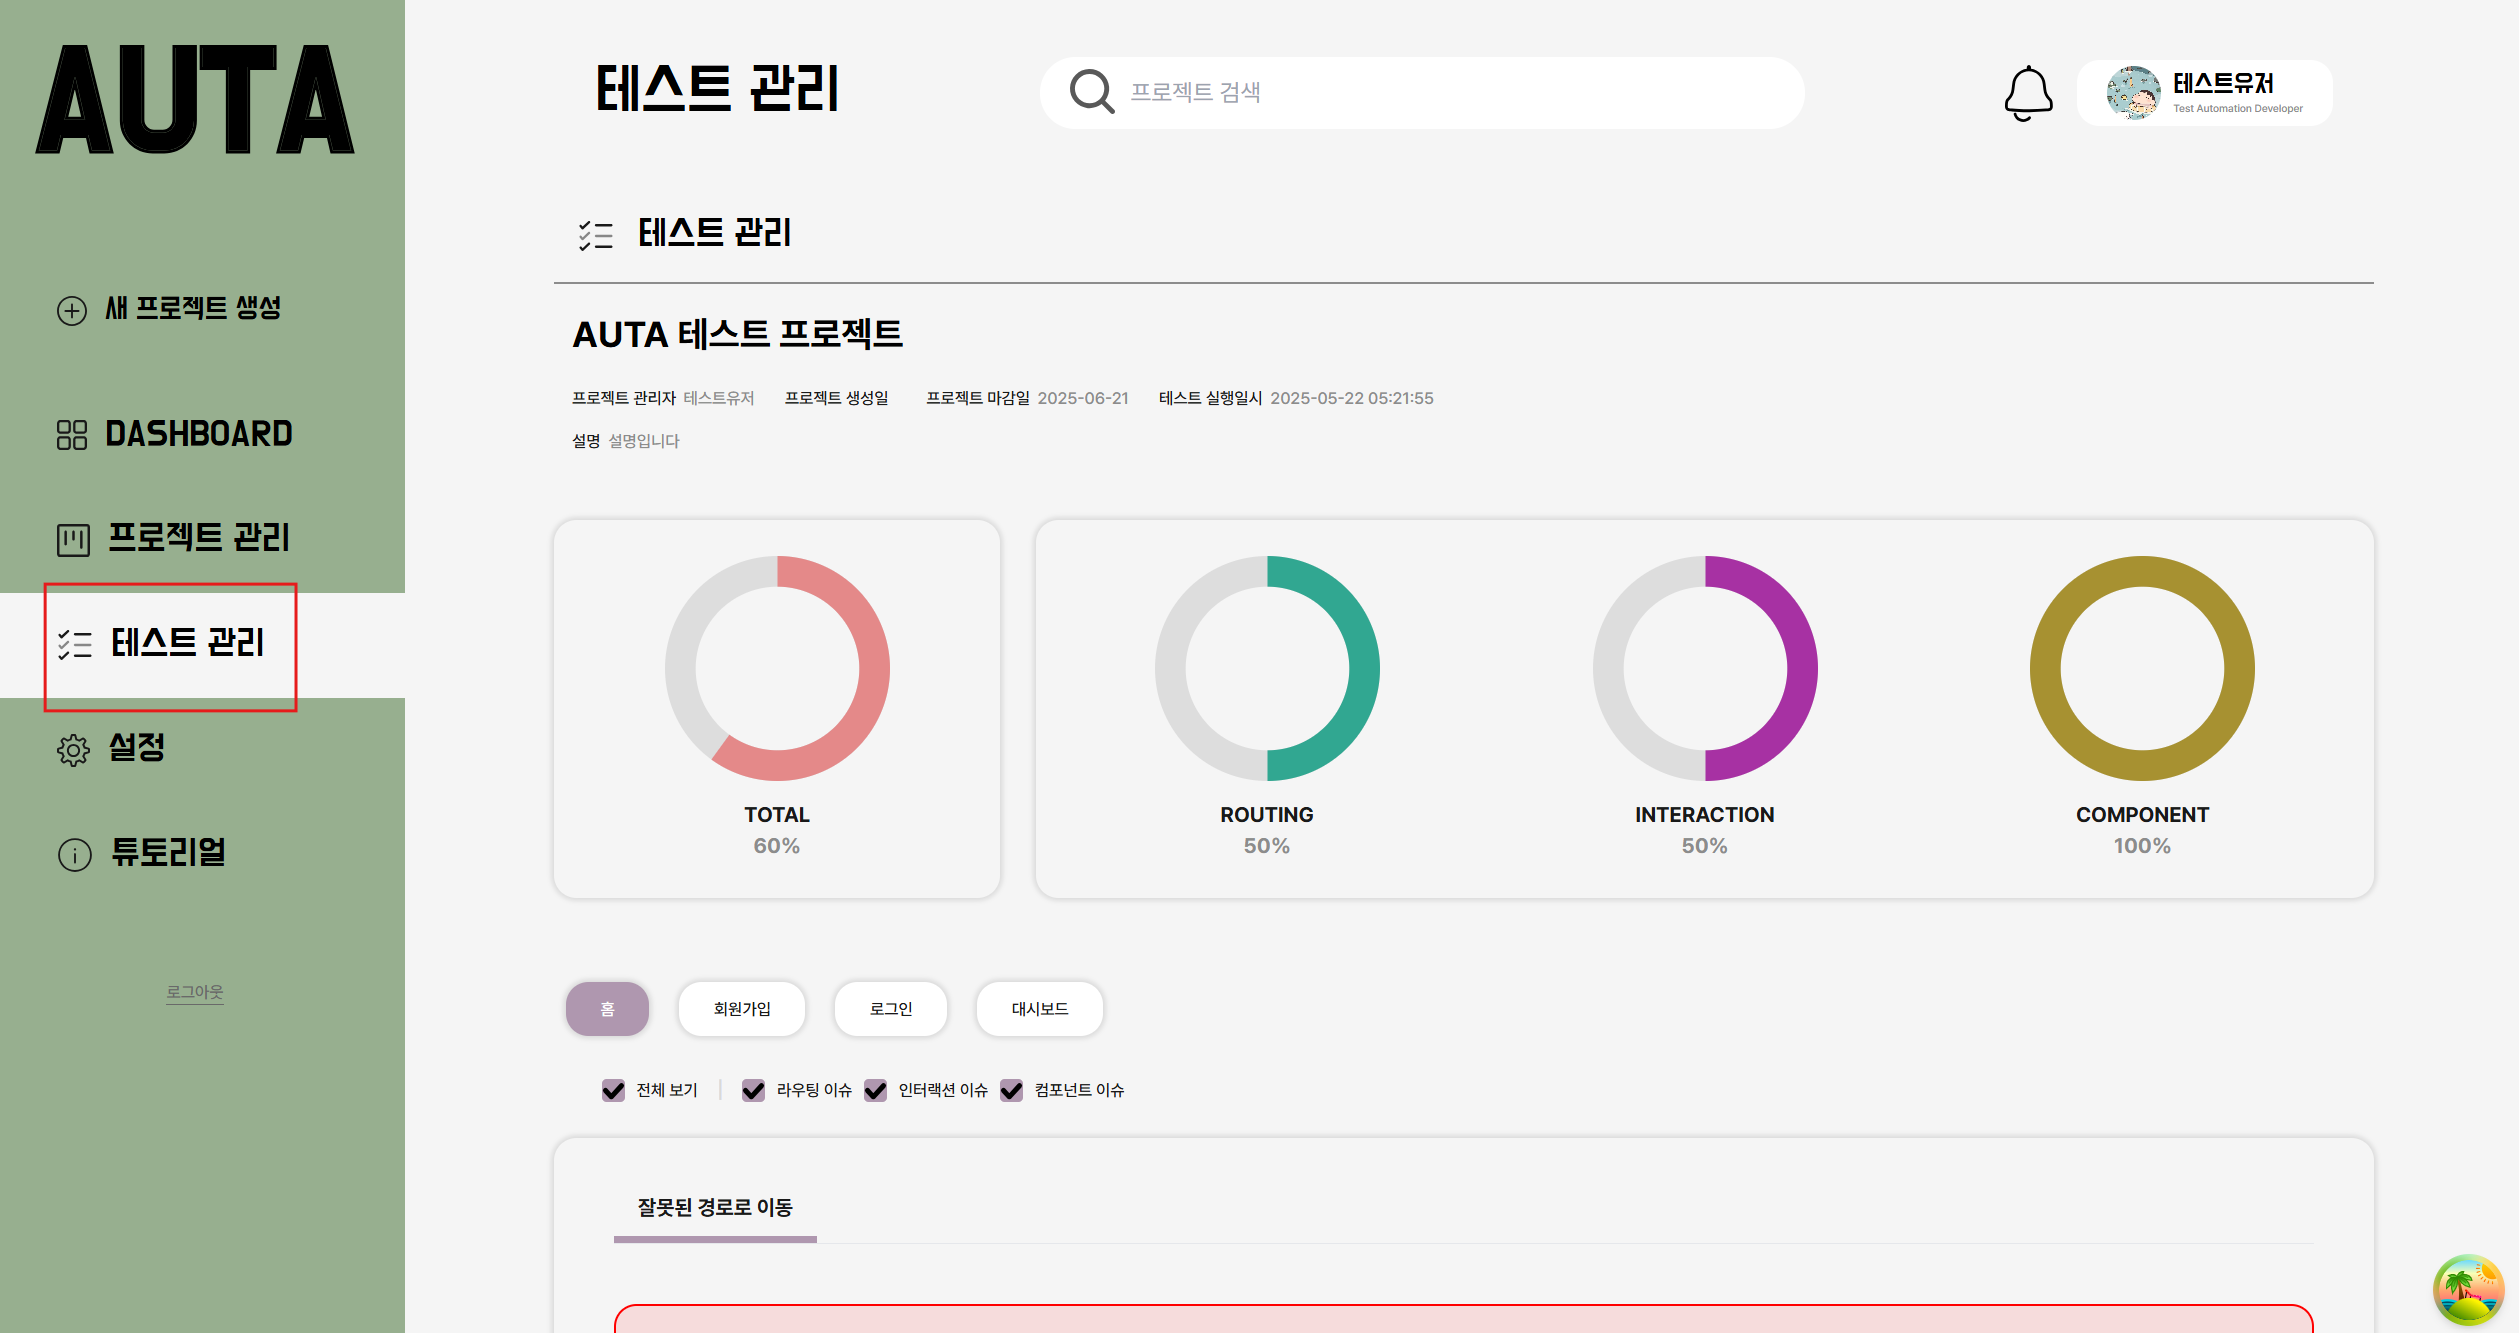 AUTA
새 프로젝트 생성
DASHBOARD
프로젝트 관리
테스트 관리
설정
튜토리얼
로그아웃
테스트 관리
프로젝트 검색
테스트유저
Test Automation Developer
테스트 관리
AUTA 테스트 프로젝트
프로젝트 관리자 테스트유저 프로젝트 생성일 프로젝트 마감일 2025-06-21 테스트 실행일시 2025-05-22 05:21:55
설명 설명입니다
TOTAL
60%
ROUTING
50%
INTERACTION
50%
COMPONENT
100%
홈 회원가입 로그인 대시보드
전체 보기 라우팅 이슈 인터랙션 이슈 컴포넌트 이슈
잘못된 경로로 이동